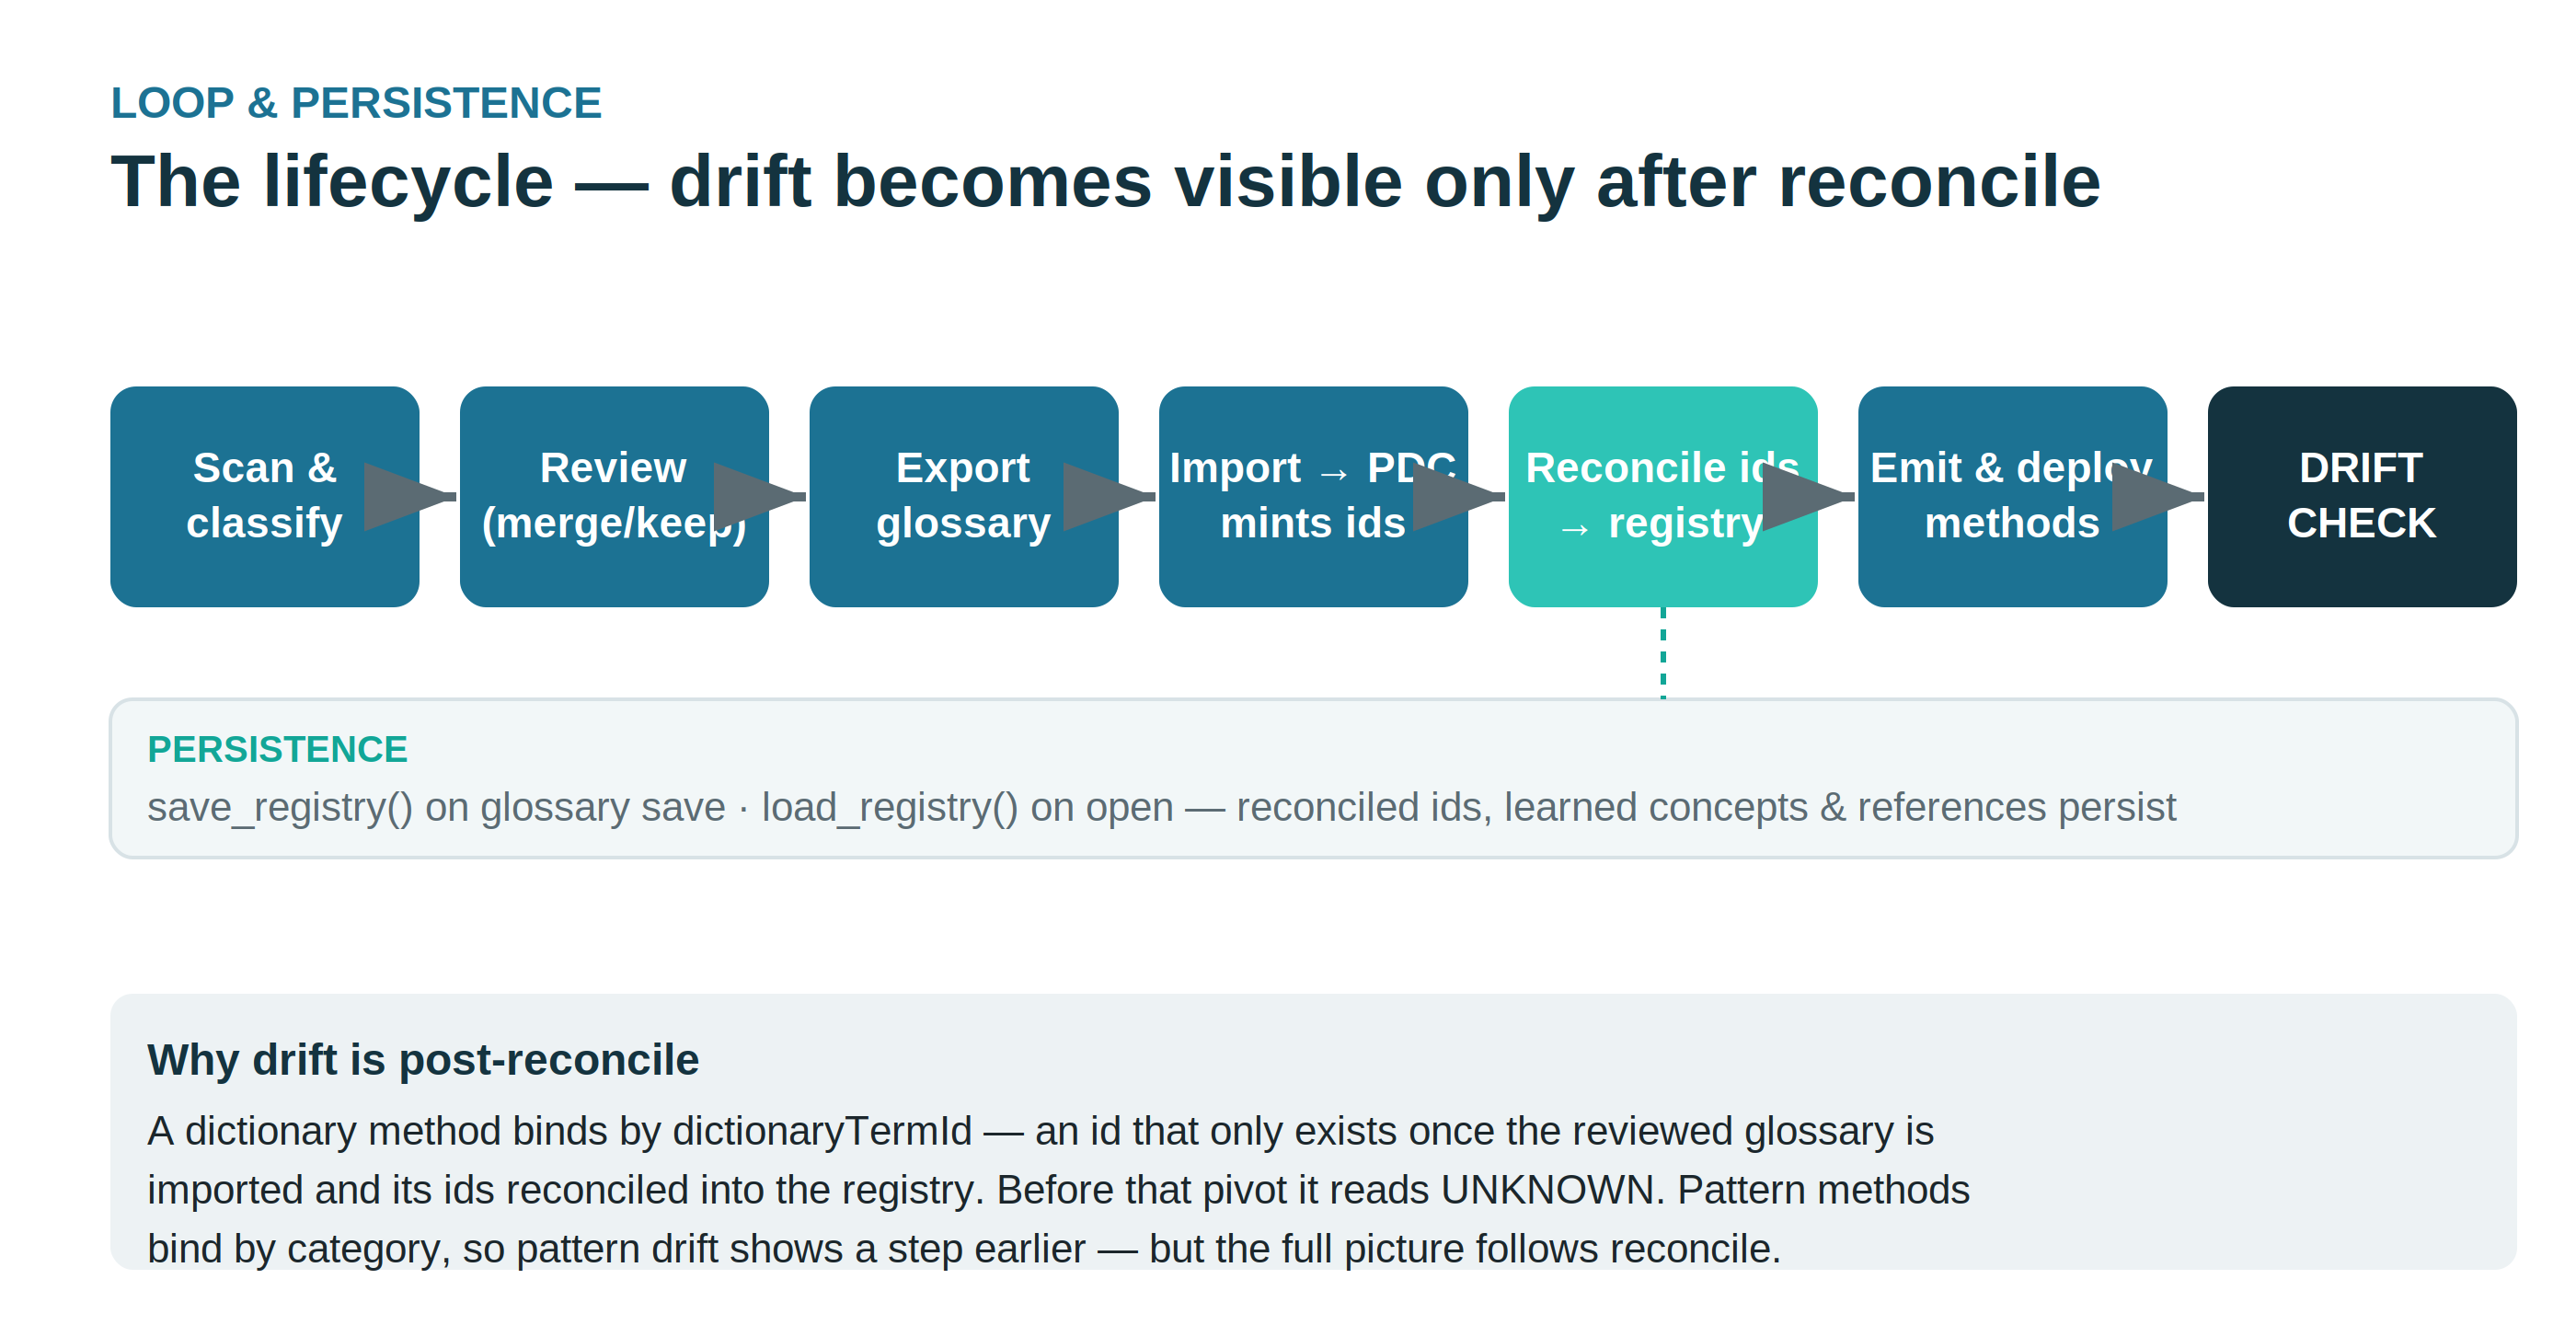 LOOP & PERSISTENCE
The lifecycle — drift becomes visible only after reconcile
Scan &
classify
Review
(merge/keep)
Export
glossary
Import → PDC
mints ids
Reconcile ids
→ registry
Emit & deploy
methods
DRIFT
CHECK
PERSISTENCE
save_registry() on glossary save · load_registry() on open — reconciled ids, learned concepts & references persist
Why drift is post-reconcile
A dictionary method binds by dictionaryTermId — an id that only exists once the reviewed glossary is
imported and its ids reconciled into the registry. Before that pivot it reads UNKNOWN. Pattern methods
bind by category, so pattern drift shows a step earlier — but the full picture follows reconcile.